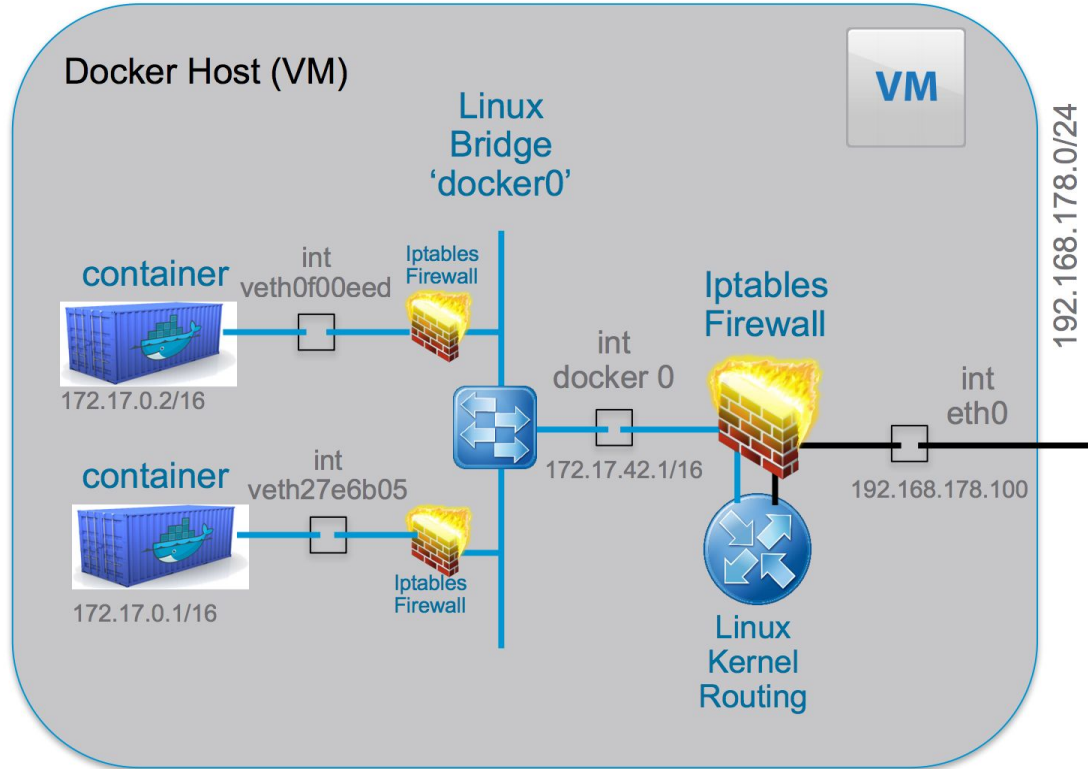 Docker Host (VM)
VM
192.168.178.0/24
Linux
Bridge
‘docker0’
container
int
veth0f00eed
Iptables
Firewall
172.17.0.2/16
container
int
veth27e6b05
Iptables
Firewall
172.17.0.1/16
int
docker 0
172.17.42.1/16
Iptables
Firewall
int
eth0
192.168.178.100
Linux
Kernel
Routing